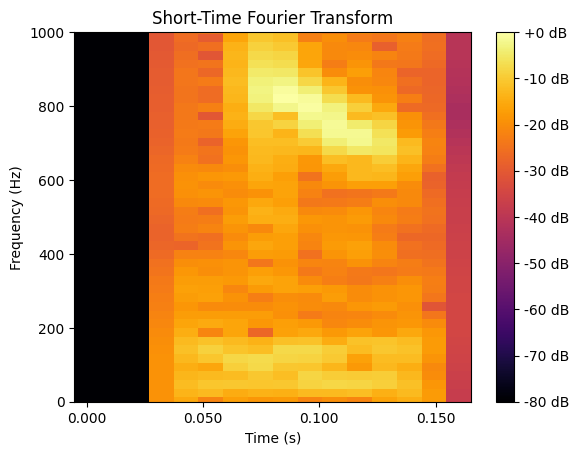 Short-Time Fourier Transform
1000
800
600
400
200
0
Frequency (Hz)
0.000
0.050
0.100
0.150
Time (s)
+0 dB
-10 dB
-20 dB
-30 dB
-40 dB
-50 dB
-60 dB
-70 dB
-80 dB